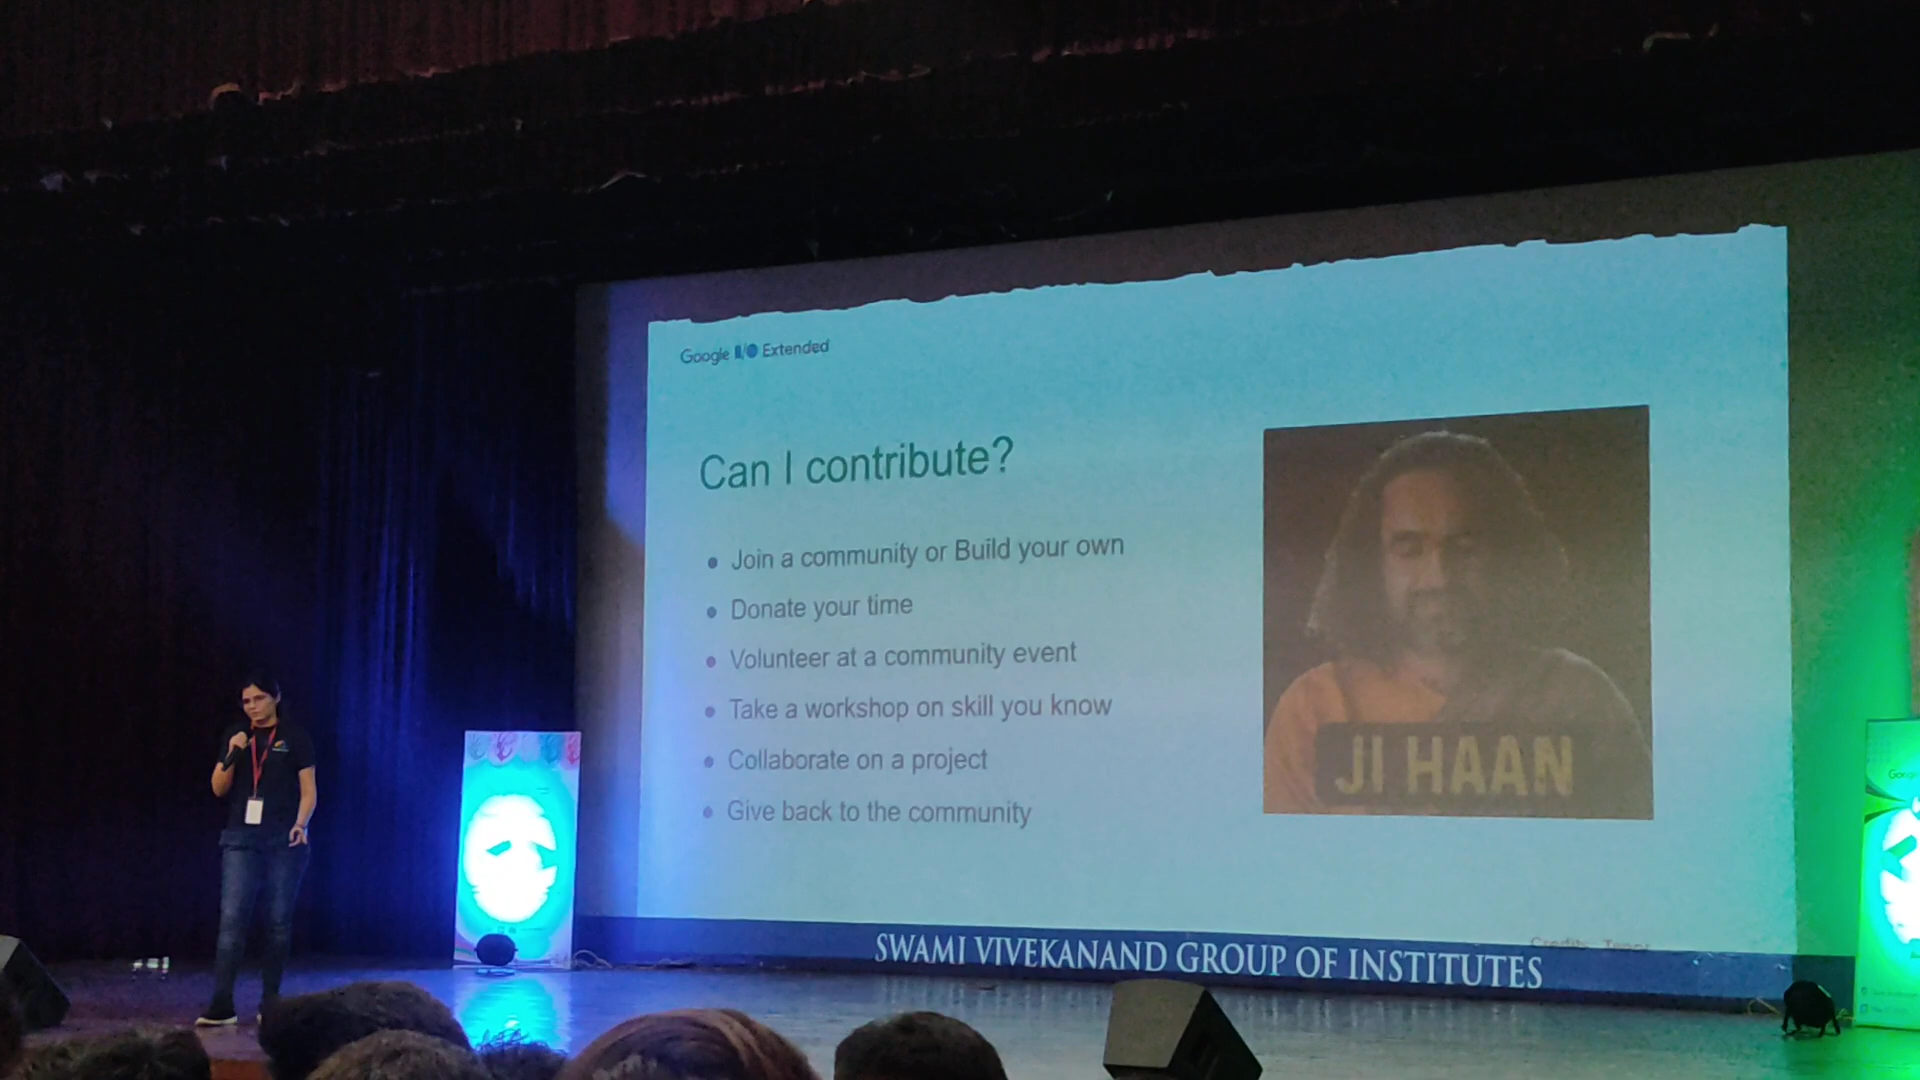 Google I/O Extended
Can I contribute?
Join a community or Build your own
Donate your time
Volunteer at a community event
Take a workshop on skill you know
Collaborate on a project
Give back to the community
JI HAAN
Credits: Tenor
SWAMI VIVEKANAND GROUP OF INSTITUTES